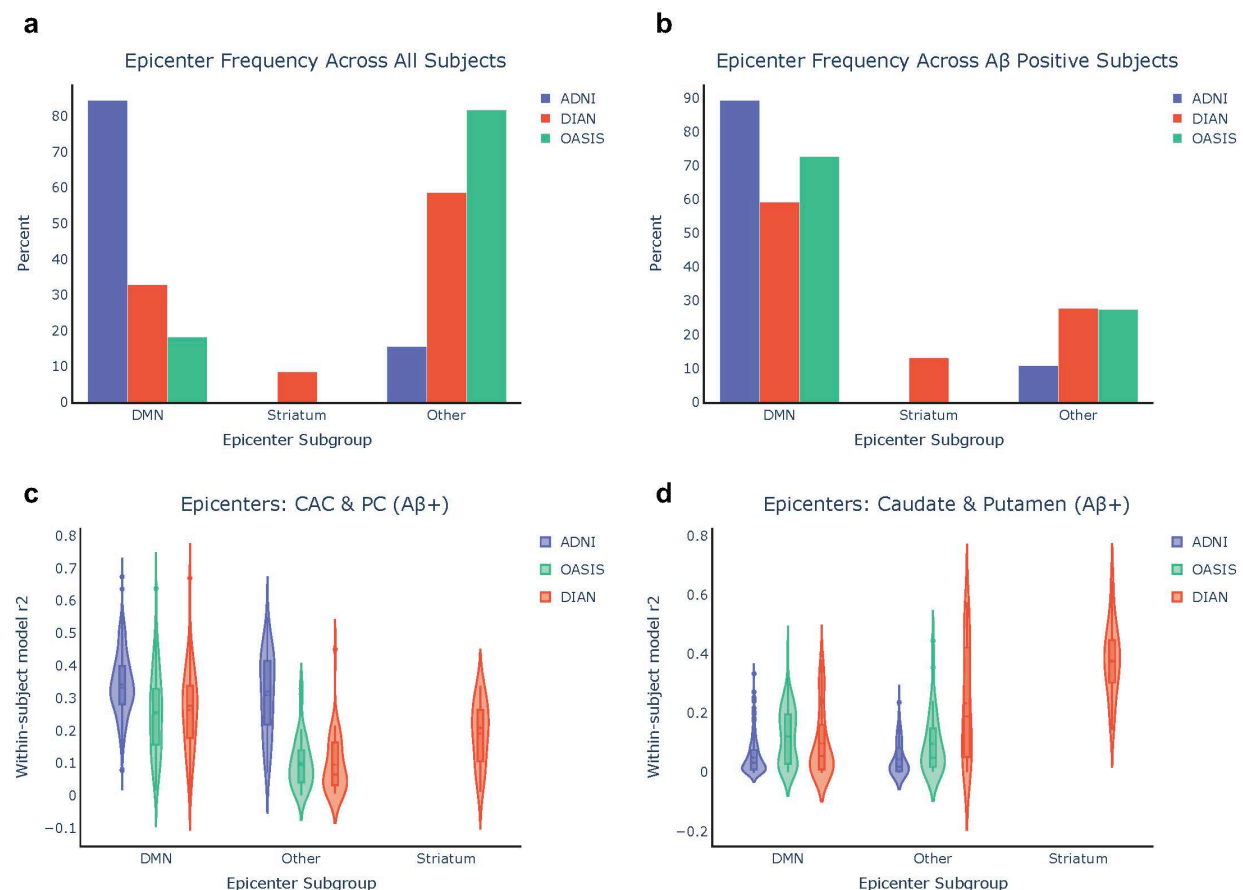 a
Epicenter Frequency Across All Subjects
ADNI
DIAN
OASIS
80
70
60
50
40
30
20
10
0
Percent
DMN
Striatum
Other
Epicenter Subgroup
b
Epicenter Frequency Across Aβ Positive Subjects
ADNI
DIAN
OASIS
90
80
70
60
50
40
30
20
10
0
Percent
DMN
Striatum
Other
Epicenter Subgroup
c
Epicenters: CAC & PC (Aβ+)
ADNI
OASIS
DIAN
0.8
0.7
0.6
0.5
0.4
0.3
0.2
0.1
0
−0.1
Within-subject model r2
DMN
Other
Striatum
Epicenter Subgroup
d
Epicenters: Caudate & Putamen (Aβ+)
ADNI
OASIS
DIAN
0.8
0.6
0.4
0.2
0
−0.2
Within-subject model r2
DMN
Other
Striatum
Epicenter Subgroup